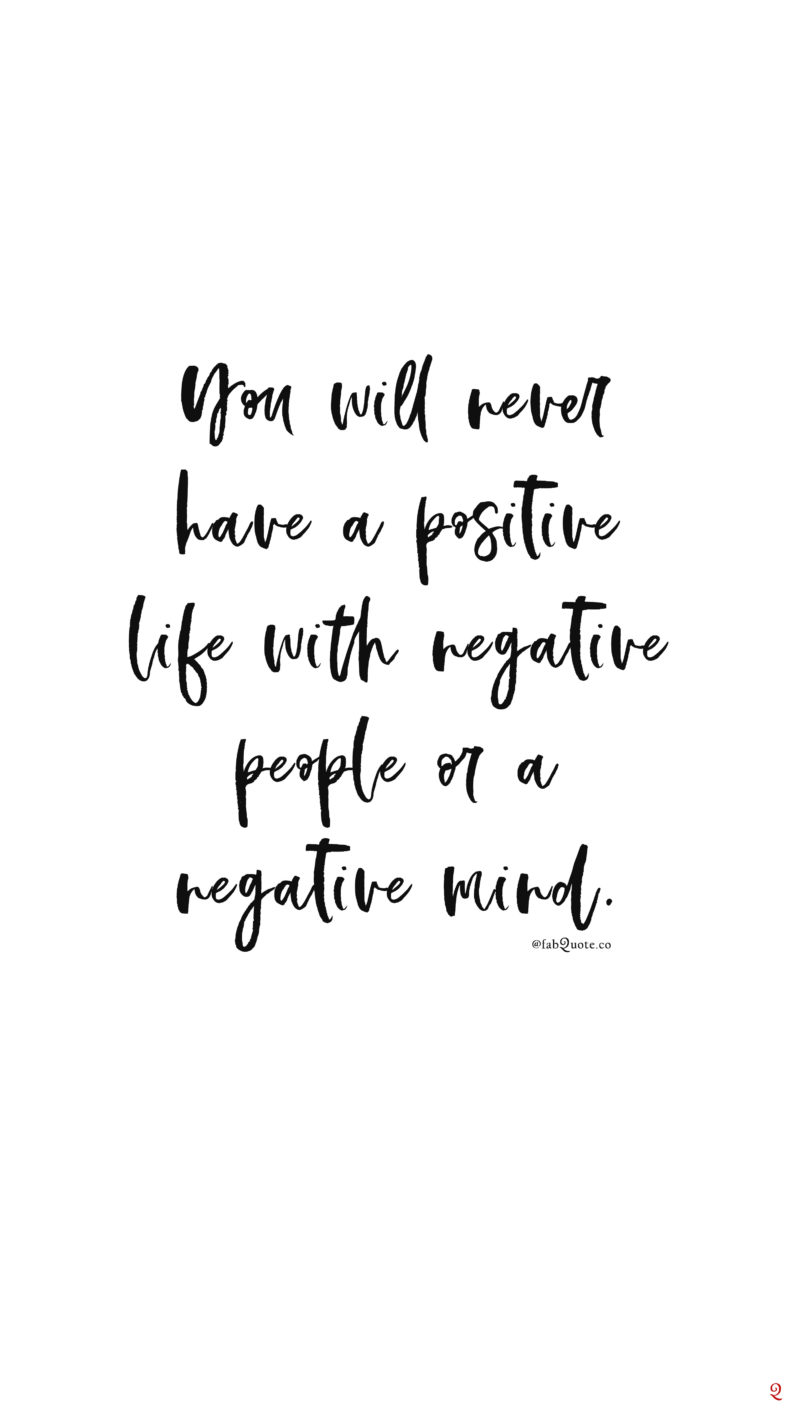 You will never
have a positive
life with negative
people or a
negative mind.
@fabQuote.co
Q